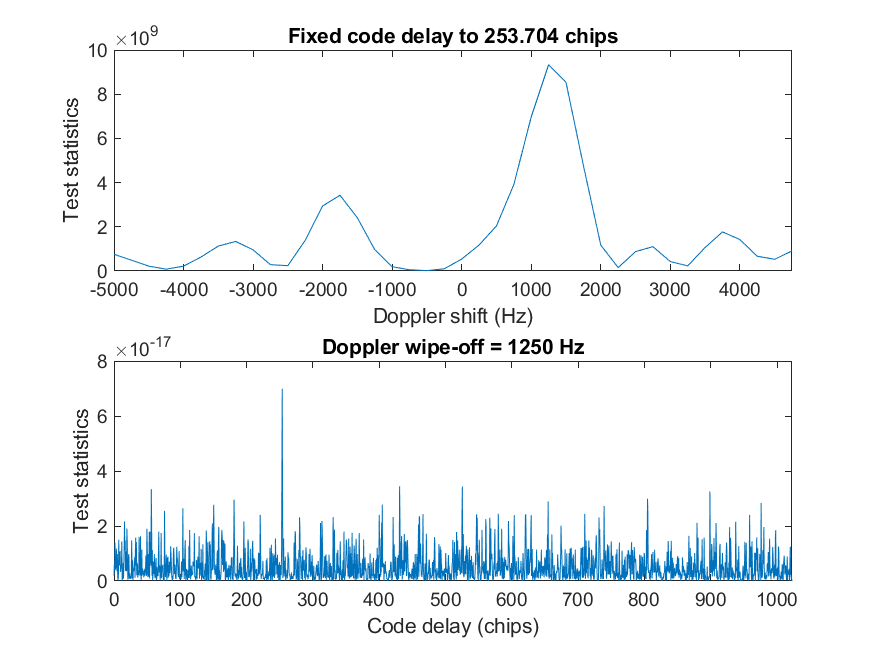 ×10^9
Fixed code delay to 253.704 chips
10
8
6
4
2
0
Test statistics
-5000 -4000 -3000 -2000 -1000 0 1000 2000 3000 4000
Doppler shift (Hz)
×10^-17
Doppler wipe-off = 1250 Hz
8
6
4
2
0
Test statistics
0 100 200 300 400 500 600 700 800 900 1000
Code delay (chips)